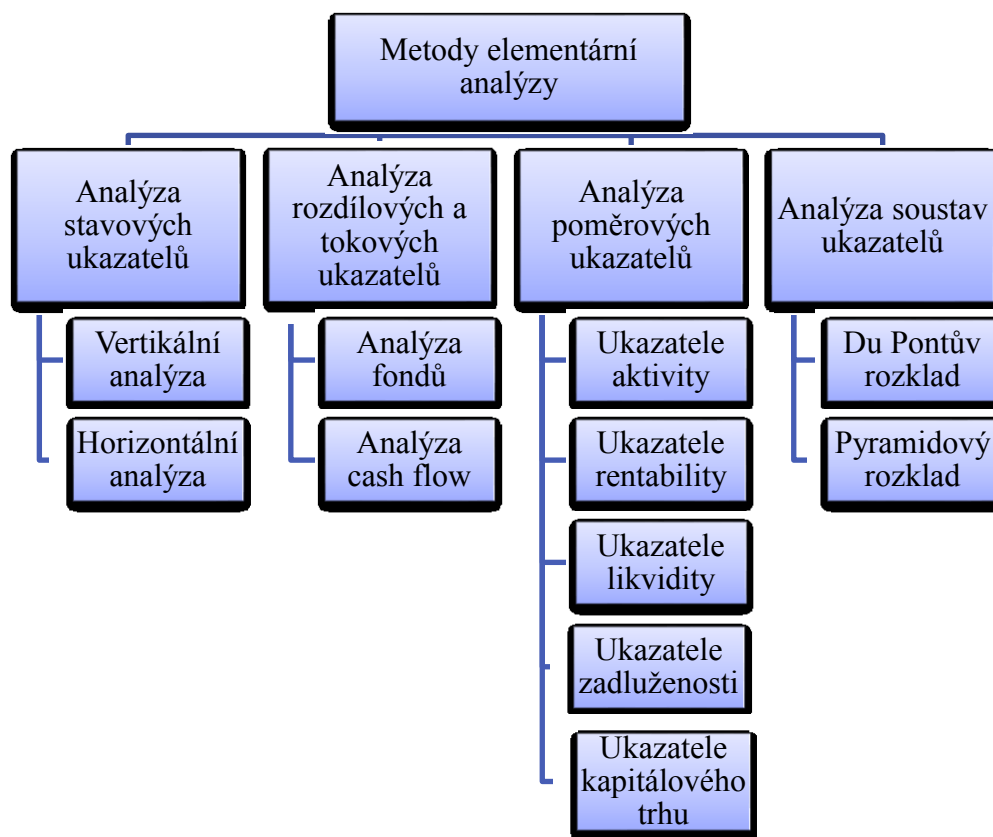 Metody elementární
analýzy
Analýza
stavových
ukazatelů
Vertikální
analýza
Horizontální
analýza
Analýza
rozdílových a
tokových
ukazatelů
Analýza
fondů
Analýza
cash flow
Analýza
poměrových
ukazatelů
Ukazatele
aktivity
Ukazatele
rentability
Ukazatele
likvidity
Ukazatele
zadluženosti
Ukazatele
kapitálového
trhu
Analýza soustav
ukazatelů
Du Pontův
rozklad
Pyramidový
rozklad